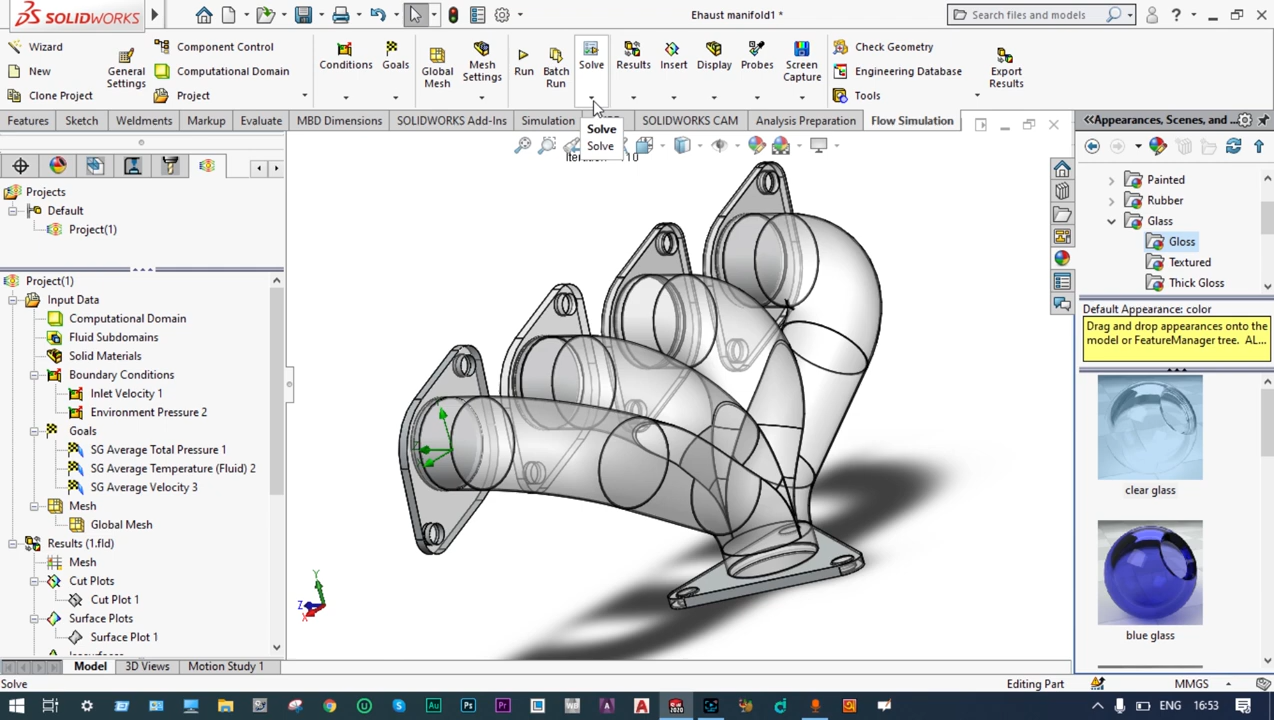 SOLIDWORKS
Ehaust manifold1 *
Search files and models
?
Wizard
New
Clone Project
General
Settings
Component Control
Computational Domain
Project
Conditions
Goals
Global
Mesh
Mesh
Settings
Run
Batch
Run
Solve
Results
Insert
Display
Probes
Screen
Capture
Check Geometry
Engineering Database
Tools
Export
Results
Features
Sketch
Weldments
Markup
Evaluate
MBD Dimensions
SOLIDWORKS Add-Ins
Simulation
SOLIDWORKS CAM
Analysis Preparation
Flow Simulation
Solve
Solve
10
Projects
Default
Project(1)
Project(1)
Input Data
Computational Domain
Fluid Subdomains
Solid Materials
Boundary Conditions
Inlet Velocity 1
Environment Pressure 2
Goals
SG Average Total Pressure 1
SG Average Temperature (Fluid) 2
SG Average Velocity 3
Mesh
Global Mesh
Results (1.fld)
Mesh
Cut Plots
Cut Plot 1
Surface Plots
Surface Plot 1
Y
Z
X
Appearances, Scenes, and ...
Painted
Rubber
Glass
Gloss
Textured
Thick Gloss
Default Appearance: color
Drag and drop appearances onto the
model or FeatureManager tree. AL...
clear glass
blue glass
Model
3D Views
Motion Study 1
Solve
Editing Part
MMGS
Au
Ps
Pr
ENG
16:53